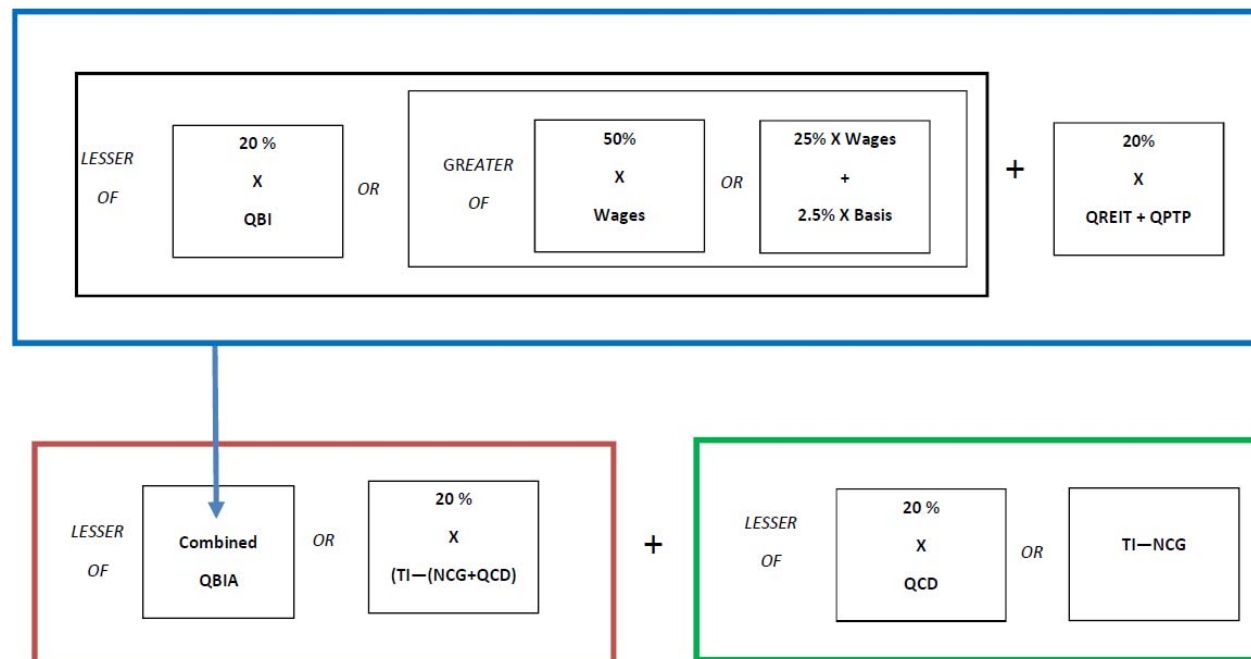 LESSER
OF
20 %
X
QBI
OR
GREATER
OF
50%
X
Wages
OR
25% X Wages
+
2.5% X Basis
+
20%
X
QREIT + QPTP
LESSER
OF
Combined
QBIA
OR
20 %
X
(TI—(NCG+QCD)
+
LESSER
OF
20 %
X
QCD
OR
TI—NCG